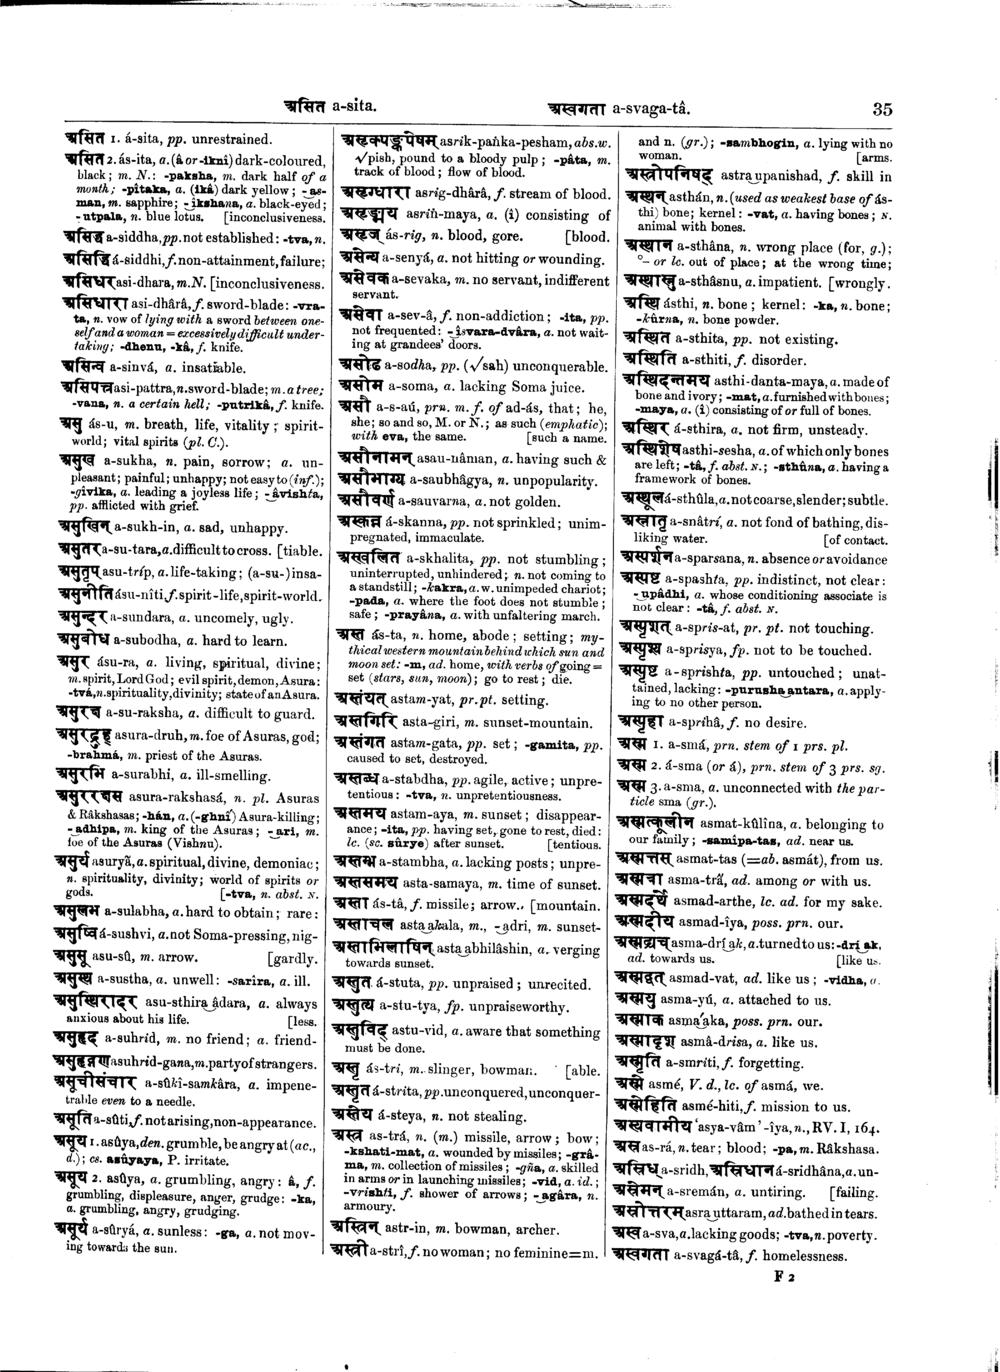 असित a-sita.
अस्वगता a-svaga-tâ.
35
असित 1. á-sita, pp. unrestrained.
असित 2. ás-ita, a. (â or -iknî) dark-coloured,
black; m. N.: -paksha, m. dark half of a
month; -pîtaka, a. (ikâ) dark yellow; -as-
man, m. sapphire; -îkshana, a. black-eyed;
-utpala, n. blue lotus. [inconclusiveness.
असिद्ध a-siddha, pp. not established: -tva, n.
असिद्धि á-siddhi, f. non-attainment, failure;
असिधर asi-dhara, m. N. [inconclusiveness.
असिधारा asi-dhârâ, f. sword-blade: -vra-
ta, n. vow of lying with a sword between one-
self and a woman = excessively difficult under-
taking; -dhenu, -kâ, f. knife.
असिन्व a-sinvá, a. insatiable.
असिपत्त्र asi-pattra, n. sword-blade; m. a tree;
-vana, n. a certain hell; -putrikâ, f. knife.
असु ás-u, m. breath, life, vitality; spirit-
world; vital spirits (pl. C.).
असुख a-sukha, n. pain, sorrow; a. un-
pleasant; painful; unhappy; not easy to (inf.);
-gîvika, a. leading a joyless life; -âvishta,
pp. afflicted with grief.
असुखिन् a-sukh-in, a. sad, unhappy.
असुतर a-su-tara, a. difficult to cross. [tiable.
असुतृप् asu-tríp, a. life-taking; (a-su-) insa-
असुनीति ásu-nîti, f. spirit-life, spirit-world.
असुन्दर a-sundara, a. uncomely, ugly.
असुबोध a-subodha, a. hard to learn.
असुर ásu-ra, a. living, spiritual, divine;
m. spirit, Lord God; evil spirit, demon, Asura:
-tvá, n. spirituality, divinity; state of an Asura.
असुरक्ष a-su-raksha, a. difficult to guard.
असुरद्रुह् asura-druh, m. foe of Asuras, god;
-brahmá, m. priest of the Asuras.
असुरभि a-surabhi, a. ill-smelling.
असुररक्षस asura-rakshasá, n. pl. Asuras
& Râkshasas; -hán, a. (-ghnî) Asura-killing;
-adhipa, m. king of the Asuras; -ari, m.
foe of the Asuras (Vishnu).
असुर्य asuryã, a. spiritual, divine, demoniac;
n. spirituality, divinity; world of spirits or
gods. [-tva, n. abst. N.
असुलभ a-sulabha, a. hard to obtain; rare:
असुष्वि á-sushvi, a. not Soma-pressing, nig-
असुसू asu-sû, m. arrow. [gardly.
असुस्थ a-sustha, a. unwell: -sarîra, a. ill.
असुस्थिरादर asu-sthira‿âdara, a. always
anxious about his life. [less.
असुहृद् a-suhrid, m. no friend; a. friend-
असुहृद्गण asuhrid-gana, m. party of strangers.
असूचीसंचार a-sûkî-samkâra, a. impene-
trable even to a needle.
असूति a-sûti, f. not arising, non-appearance.
असूय 1. asûya, den. grumble, be angry at (ac.,
d.); cs. asûyaya, P. irritate.
असूय 2. asûya, a. grumbling, angry: â, f.
grumbling, displeasure, anger, grudge: -ka,
a. grumbling, angry, grudging.
असूर्य a-sûryá, a. sunless: -ga, a. not mov-
ing towards the sun.
असृक्पङ्कपेषम् asrik-paṅka-pesham, abs. w.
√pish, pound to a bloody pulp; -pâta, m.
track of blood; flow of blood.
असृग्धारा asrig-dhârâ, f. stream of blood.
असृङ्मय asriṅ-maya, a. (î) consisting of
असृज् ás-rig, n. blood, gore. [blood.
असेन्य a-senyá, a. not hitting or wounding.
असेवक a-sevaka, m. no servant, indifferent
servant.
असेवा a-sev-â, f. non-addiction; -ita, pp.
not frequented: -îsvara-dvâra, a. not wait-
ing at grandees' doors.
असोढ a-sodha, pp. (√sah) unconquerable.
असोम a-soma, a. lacking Soma juice.
असौ a-s-aú, prn. m. f. of ad-ás, that; he,
she; so and so, M. or N.; as such (emphatic);
with eva, the same. [such a name.
असौनामन् asau-nâman, a. having such &
असौभाग्य a-saubhâgya, n. unpopularity.
असौवर्ण a-sauvarna, a. not golden.
अस्कन्न á-skanna, pp. not sprinkled; unim-
pregnated, immaculate.
अस्खलित a-skhalita, pp. not stumbling;
uninterrupted, unhindered; n. not coming to
a standstill; -kakra, a. w. unimpeded chariot;
-pada, a. where the foot does not stumble;
safe; -prayâna, a. with unfaltering march.
अस्त ás-ta, n. home, abode; setting; my-
thical western mountain behind which sun and
moon set: -m, ad. home, with verbs of going =
set (stars, sun, moon); go to rest; die.
अस्तंयत् astam-yat, pr. pt. setting.
अस्तगिरि asta-giri, m. sunset-mountain.
अस्तंगत astam-gata, pp. set; -gamita, pp.
caused to set, destroyed.
अस्तब्ध a-stabdha, pp. agile, active; unpre-
tentious: -tva, n. unpretentiousness.
अस्तमय astam-aya, m. sunset; disappear-
ance; -ita, pp. having set, gone to rest, died:
lc. (sc. sûrye) after sunset. [tentious.
अस्तम्भ a-stambha, a. lacking posts; unpre-
अस्तसमय asta-samaya, m. time of sunset.
अस्ता ás-tâ, f. missile; arrow. [mountain.
अस्ताचल asta‿akala, m., -adri, m. sunset-
अस्ताभिलाषिन् asta‿abhilâshin, a. verging
towards sunset.
अस्तुत á-stuta, pp. unpraised; unrecited.
अस्तुत्य a-stu-tya, fp. unpraiseworthy.
अस्तुविद् astu-vid, a. aware that something
must be done.
अस्तृ ás-tri, m. slinger, bowman. [able.
अस्तृत á-strita, pp. unconquered, unconquer-
अस्तेय á-steya, n. not stealing.
अस्त्र as-trá, n. (m.) missile, arrow; bow;
-kshati-mat, a. wounded by missiles; -grâ-
ma, m. collection of missiles; -gña, a. skilled
in arms or in launching missiles; -vid, a. id.;
-vrishti, f. shower of arrows; -agâra, n.
armoury.
अस्त्रिन् astr-in, m. bowman, archer.
अस्त्री a-strî, f. no woman; no feminine=m.
and n. (gr.); -sambhogin, a. lying with no
woman. [arms.
अस्त्रोपनिषद् astra‿upanishad, f. skill in
अस्थन् asthán, n. (used as weakest base of ás-
thi) bone; kernel: -vat, a. having bones; N.
animal with bones.
अस्थान a-sthâna, n. wrong place (for, g.);
°- or lc. out of place; at the wrong time;
अस्थास्नु a-sthâsnu, a. impatient. [wrongly.
अस्थि ásthi, n. bone; kernel: -ka, n. bone;
-kûrna, n. bone powder.
अस्थित a-sthita, pp. not existing.
अस्थिति a-sthiti, f. disorder.
अस्थिदन्तमय asthi-danta-maya, a. made of
bone and ivory; -mat, a. furnished with bones;
-maya, a. (î) consisting of or full of bones.
अस्थिर á-sthira, a. not firm, unsteady.
अस्थिशेष asthi-sesha, a. of which only bones
are left; -tâ, f. abst. N.; -sthûna, a. having a
framework of bones.
अस्थूल á-sthûla, a. not coarse, slender; subtle.
अस्नातृ a-snâtrí, a. not fond of bathing, dis-
liking water. [of contact.
अस्पर्शन a-sparsana, n. absence or avoidance
अस्पष्ट a-spashta, pp. indistinct, not clear:
-upâdhi, a. whose conditioning associate is
not clear: -tâ, f. abst. N.
अस्पृशत् a-spris-at, pr. pt. not touching.
अस्पृश्य a-sprisya, fp. not to be touched.
अस्पृष्ट a-sprishta, pp. untouched; unat-
tained, lacking: -purusha‿antara, a. apply-
ing to no other person.
अस्पृहा a-sprihâ, f. no desire.
अस्म 1. a-smá, prn. stem of 1 prs. pl.
अस्म 2. á-sma (or á), prn. stem of 3 prs. sg.
अस्म 3. a-sma, a. unconnected with the par-
ticle sma (gr.).
अस्मत्कुलीन asmat-kulîna, a. belonging to
our family; -samîpa-tas, ad. near us.
अस्मत्तस् asmat-tas (=ab. asmát), from us.
अस्मत्रा asma-trâ, ad. among or with us.
अस्मदर्थे asmad-arthe, lc. ad. for my sake.
अस्मदीय asmad-îya, poss. prn. our.
अस्मद्र्यच् asma-drí‿ak, a. turned to us: -drí‿ak,
ad. towards us. [like us.
अस्मद्वत् asmad-vat, ad. like us; -vidha, a.
अस्मयु asma-yú, a. attached to us.
अस्माक asma´aka, poss. prn. our.
अस्मादृश asmâ-drisa, a. like us.
अस्मृति a-smriti, f. forgetting.
अस्मे asmé, V. d., lc. of asmá, we.
अस्मेहिति asmé-hiti, f. mission to us.
अस्यवामीय 'asya-vâm'-îya, n., RV. I, 164.
अस्र as-rá, n. tear; blood; -pa, m. Râkshasa.
अस्रिध् a-sridh, अस्रिधान á-sridhâna, a. un-
अस्रेमन् a-sremán, a. untiring. [failing.
अस्रोत्तरम् asra‿uttaram, ad. bathed in tears.
अस्व a-sva, a. lacking goods; -tva, n. poverty.
अस्वगता a-svagá-tâ, f. homelessness.
F 2